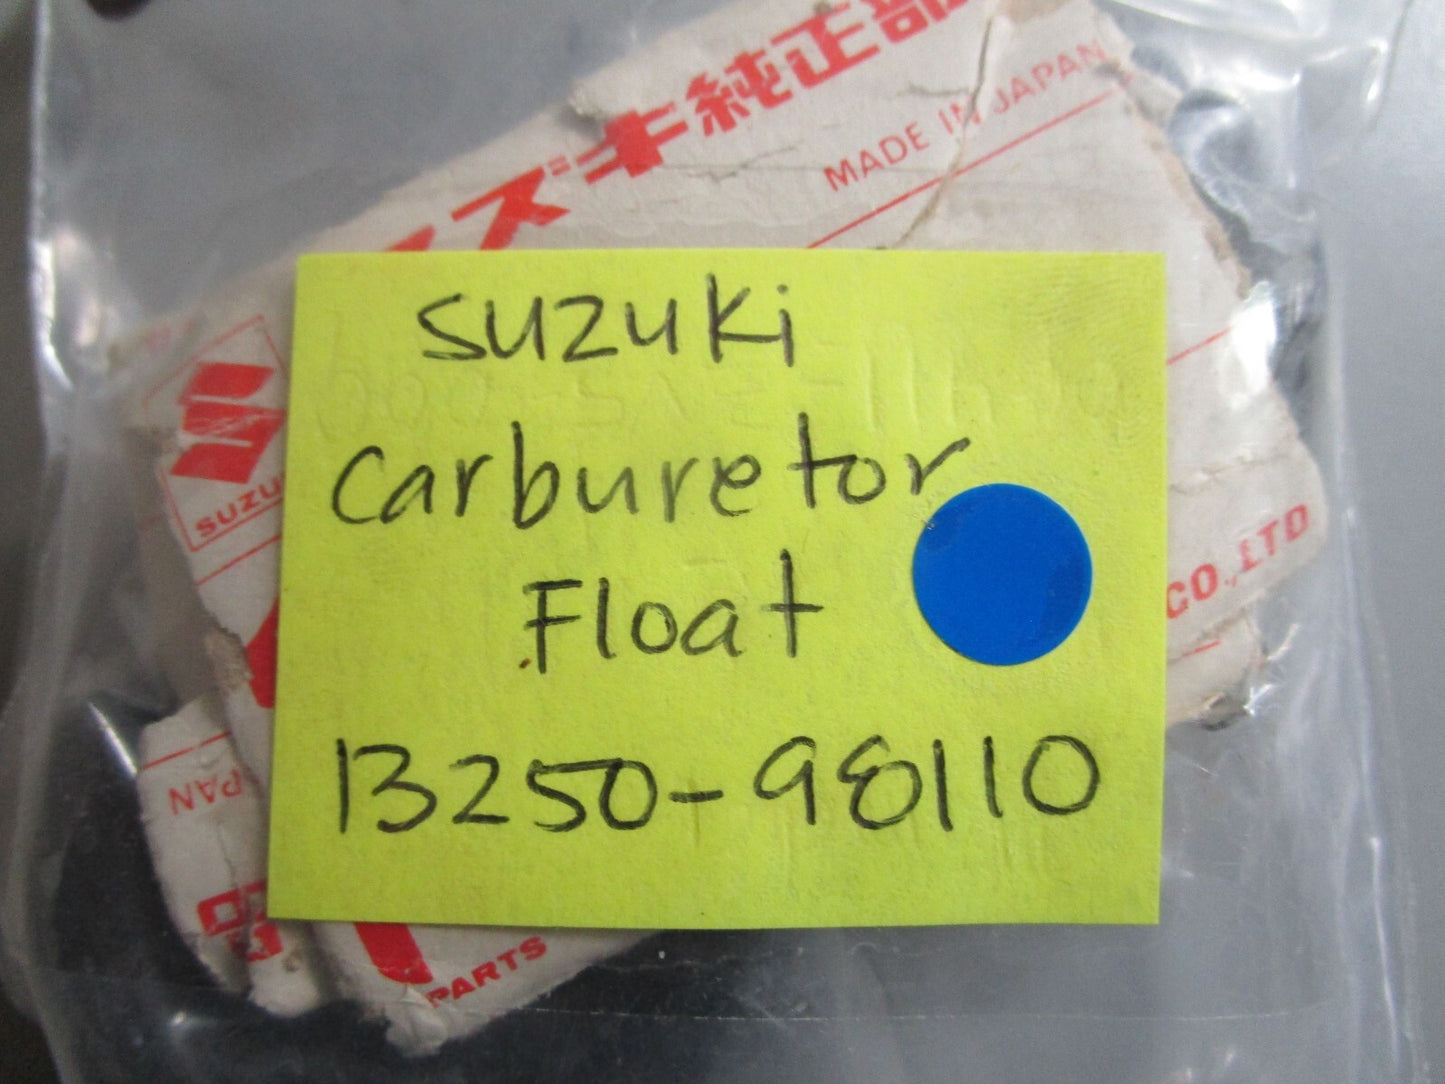 スズキ純正部
MADE IN JAPAN
suzuki
carburetor
Float
13250-98110
SUZU
CO., LTD
PAN
PARTS